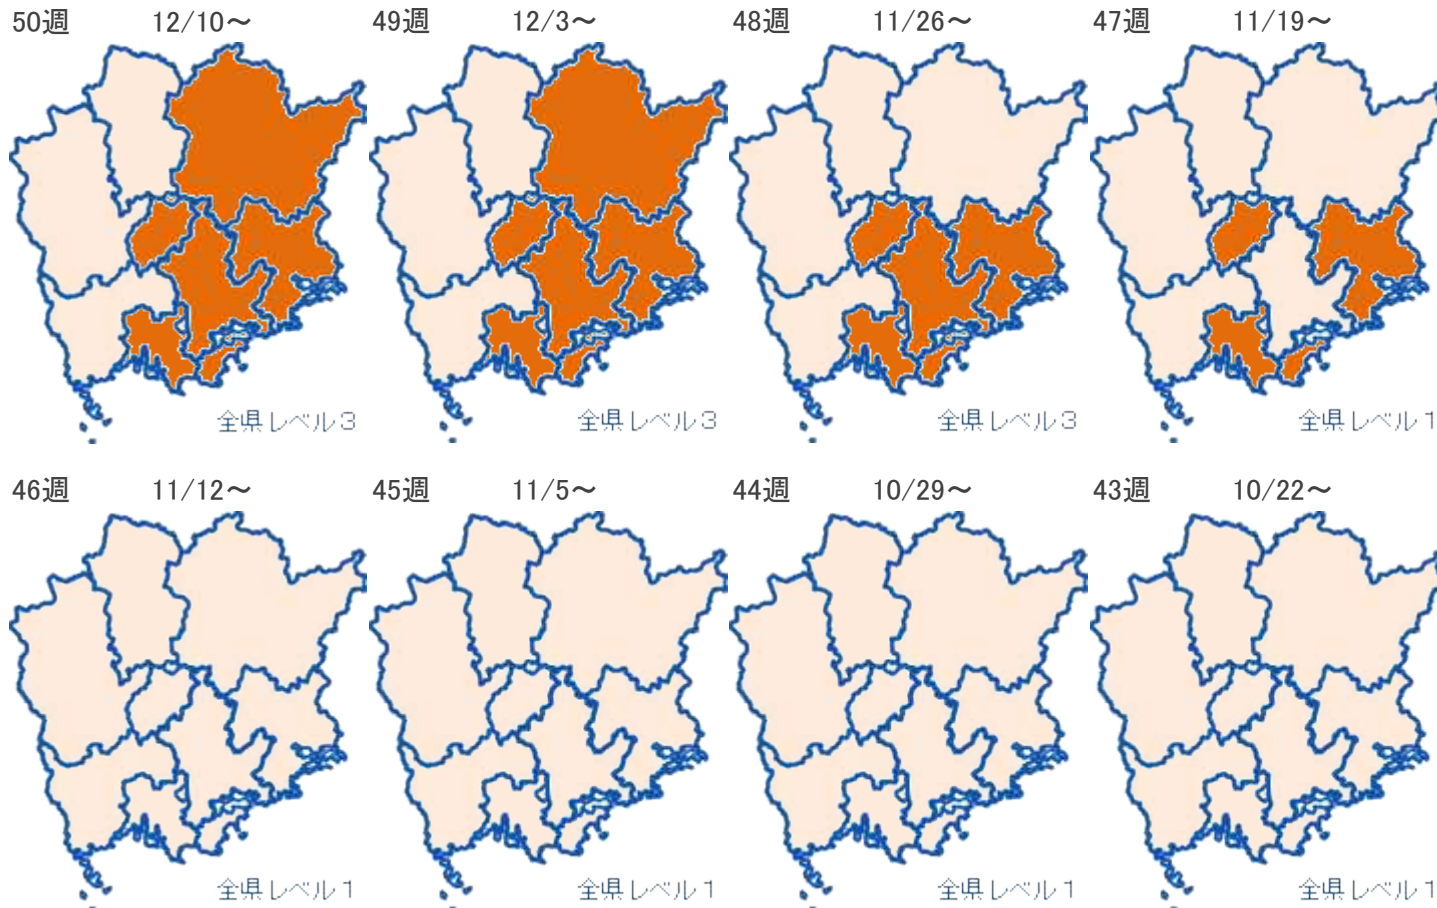 50週 12/10～
49週 12/3～
48週 11/26～
47週 11/19～
全県レベル３
全県レベル３
全県レベル３
全県レベル１
46週 11/12～
45週 11/5～
44週 10/29～
43週 10/22～
全県レベル１
全県レベル１
全県レベル１
全県レベル１